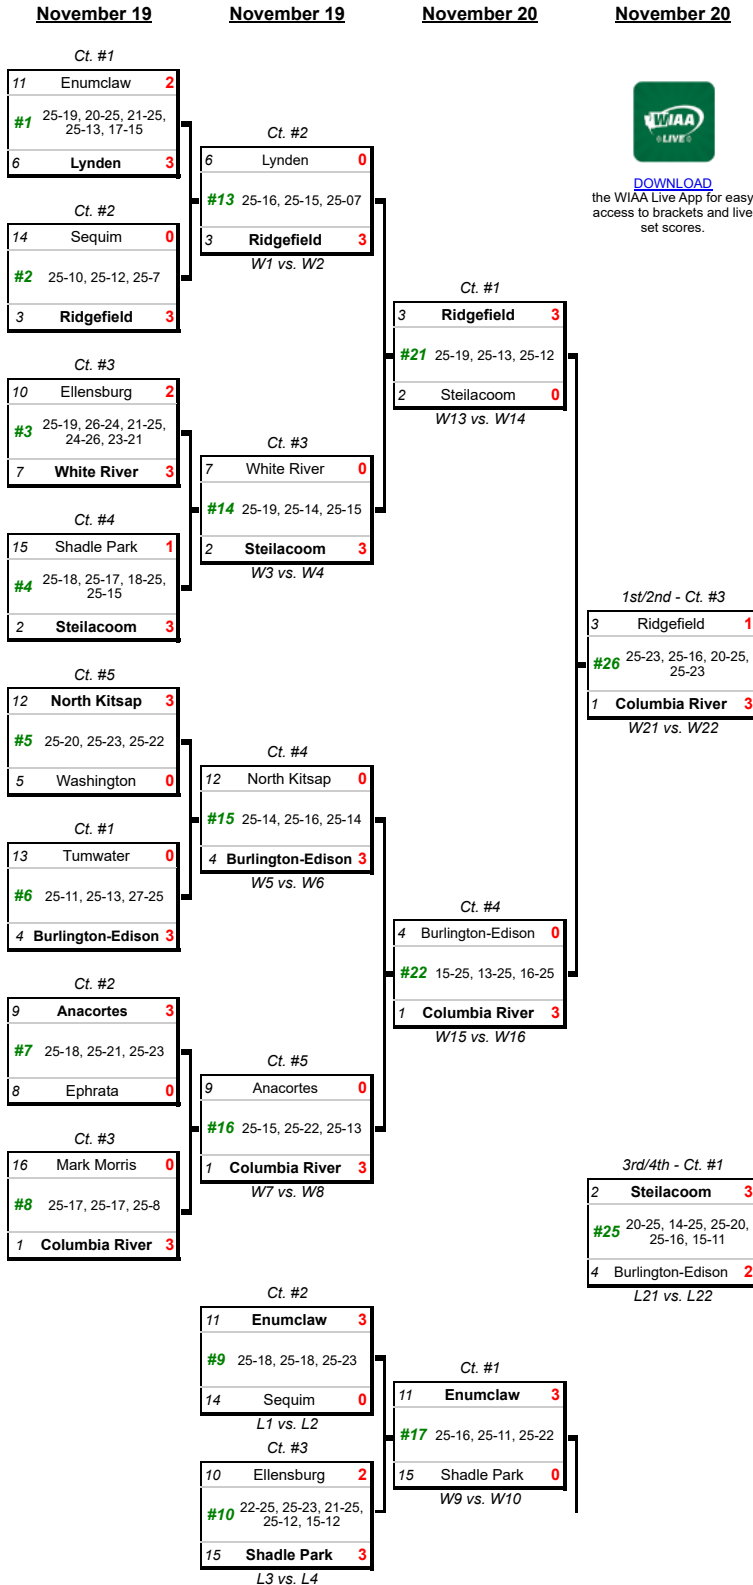 November 19
November 19
November 20
November 20
Ct. #1
11 Enumclaw 2
#1 25-19, 20-25, 21-25,
25-13, 17-15
6 Lynden 3
Ct. #2
14 Sequim 0
#2 25-10, 25-12, 25-7
3 Ridgefield 3
Ct. #3
10 Ellensburg 2
#3 25-19, 26-24, 21-25,
24-26, 23-21
7 White River 3
Ct. #4
15 Shadle Park 1
#4 25-18, 25-17, 18-25,
25-15
2 Steilacoom 3
Ct. #5
12 North Kitsap 3
#5 25-20, 25-23, 25-22
5 Washington 0
Ct. #1
13 Tumwater 0
#6 25-11, 25-13, 27-25
4 Burlington-Edison 3
Ct. #2
9 Anacortes 3
#7 25-18, 25-21, 25-23
8 Ephrata 0
Ct. #3
16 Mark Morris 0
#8 25-17, 25-17, 25-8
1 Columbia River 3
Ct. #2
6 Lynden 0
#13 25-16, 25-15, 25-07
3 Ridgefield 3
W1 vs. W2
Ct. #3
7 White River 0
#14 25-19, 25-14, 25-15
2 Steilacoom 3
W3 vs. W4
Ct. #4
12 North Kitsap 0
#15 25-14, 25-16, 25-14
4 Burlington-Edison 3
W5 vs. W6
Ct. #5
9 Anacortes 0
#16 25-15, 25-22, 25-13
1 Columbia River 3
W7 vs. W8
Ct. #2
11 Enumclaw 3
#9 25-18, 25-18, 25-23
14 Sequim 0
L1 vs. L2
Ct. #3
10 Ellensburg 2
#10 22-25, 25-23, 21-25,
25-12, 15-12
15 Shadle Park 3
L3 vs. L4
Ct. #1
3 Ridgefield 3
#21 25-19, 25-13, 25-12
2 Steilacoom 0
W13 vs. W14
Ct. #4
4 Burlington-Edison 0
#22 15-25, 13-25, 16-25
1 Columbia River 3
W15 vs. W16
Ct. #1
11 Enumclaw 3
#17 25-16, 25-11, 25-22
15 Shadle Park 0
W9 vs. W10
WIAA
LIVE
DOWNLOAD
the WIAA Live App for easy
access to brackets and live
set scores.
1st/2nd - Ct. #3
3 Ridgefield 1
#26 25-23, 25-16, 20-25,
25-23
1 Columbia River 3
W21 vs. W22
3rd/4th - Ct. #1
2 Steilacoom 3
#25 20-25, 14-25, 25-20,
25-16, 15-11
4 Burlington-Edison 2
L21 vs. L22